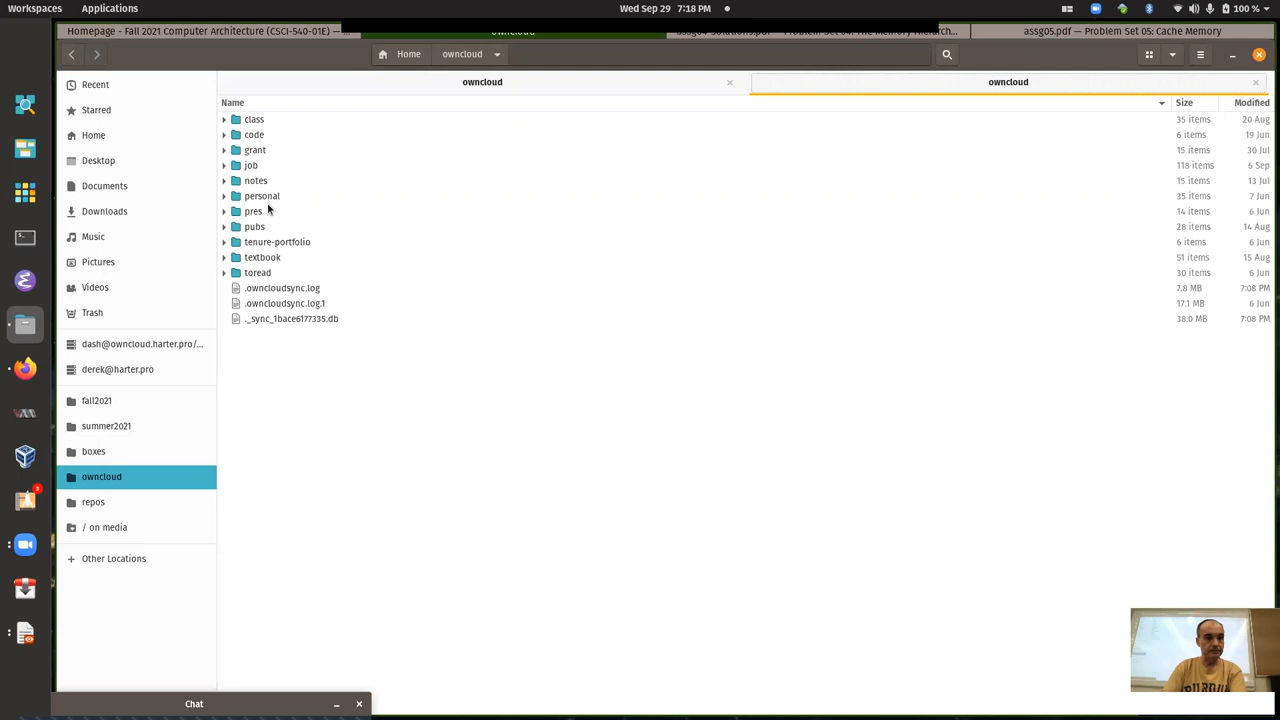 Workspaces Applications Wed Sep 29 7:18 PM 100 %
Homepage - Fall 2021 Computer Architecture (CSCI-540-01E) — ...
owncloud
assg04-solutions.pdf — Problem Set 04: The Memory Hierarch...
assg05.pdf — Problem Set 05: Cache Memory
Home owncloud
owncloud
owncloud
Name Size Modified
class 35 items 20 Aug
code 6 items 19 Jun
grant 15 items 30 Jul
job 118 items 6 Sep
notes 15 items 13 Jul
personal 35 items 7 Jun
pres 14 items 6 Jun
pubs 28 items 14 Aug
tenure-portfolio 6 items 6 Jun
textbook 51 items 15 Aug
toread 30 items 6 Jun
.owncloudsync.log 7.8 MB 7:08 PM
.owncloudsync.log.1 17.1 MB 6 Jun
._sync_1bace6177335.db 38.0 MB 7:08 PM
Recent
Starred
Home
Desktop
Documents
Downloads
Music
Pictures
Videos
Trash
dash@owncloud.harter.pro/...
derek@harter.pro
fall2021
summer2021
boxes
owncloud
repos
/ on media
Other Locations
3
Chat
PURDUE